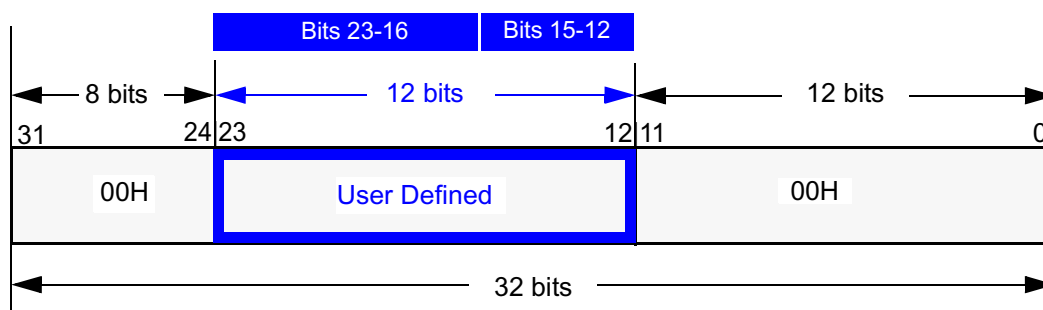 Bits 23-16 Bits 15-12
8 bits 12 bits 12 bits
31 24 23 12 11 0
00H User Defined 00H
32 bits